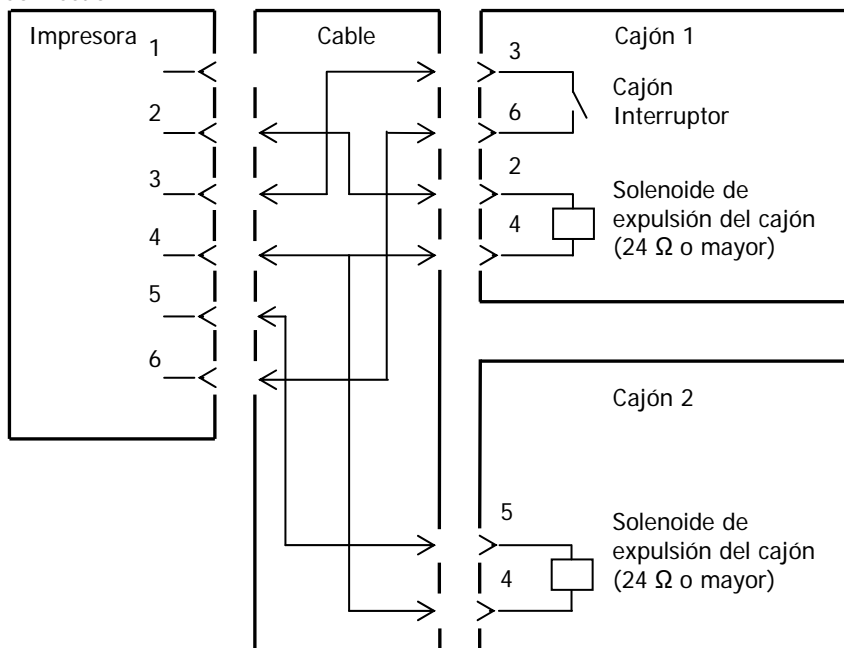 Impresora
1
2
3
4
5
6
Cable
Cajón 1
3
6
Cajón
Interruptor
2
4
Solenoide de
expulsión del cajón
(24 Ω o mayor)
Cajón 2
5
4
Solenoide de
expulsión del cajón
(24 Ω o mayor)